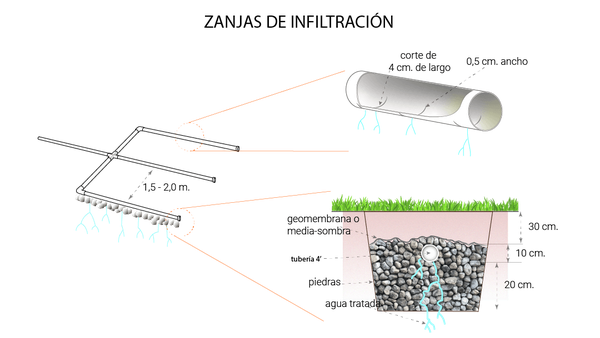 ZANJAS DE INFILTRACIÓN
corte de
4 cm. de largo
0,5 cm. ancho
1,5 - 2,0 m.
geomembrana o
media-sombra
30 cm.
tubería 4'
10 cm.
piedras
20 cm.
agua tratada